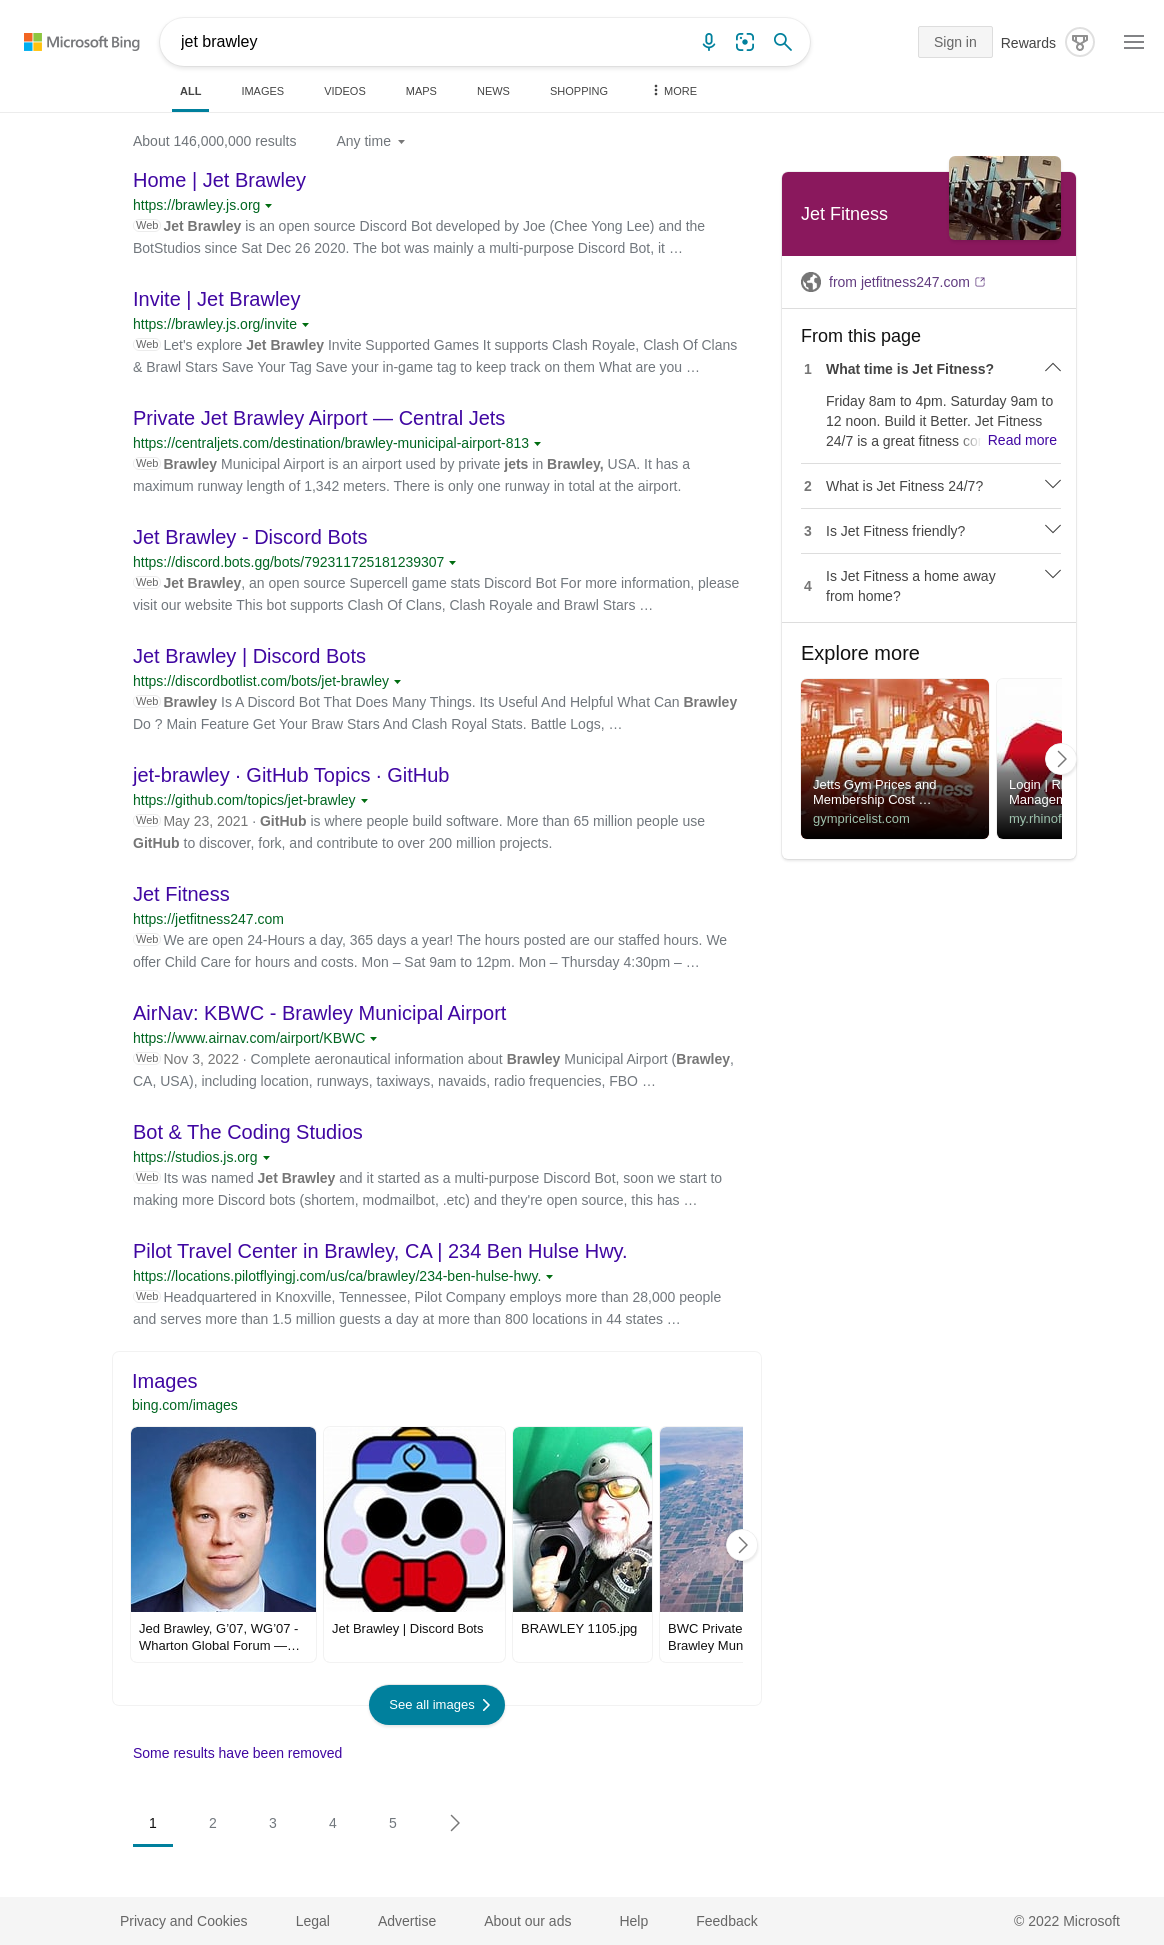 Microsoft Bing
jet brawley
Sign in
Rewards
ALL
IMAGES
VIDEOS
MAPS
NEWS
SHOPPING
MORE
About 146,000,000 results
Any time
Home | Jet Brawley
https://brawley.js.org
Web Jet Brawley is an open source Discord Bot developed by Joe (Chee Yong Lee) and the
BotStudios since Sat Dec 26 2020. The bot was mainly a multi-purpose Discord Bot, it …
Invite | Jet Brawley
https://brawley.js.org/invite
Web Let's explore Jet Brawley Invite Supported Games It supports Clash Royale, Clash Of Clans
& Brawl Stars Save Your Tag Save your in-game tag to keep track on them What are you …
Private Jet Brawley Airport — Central Jets
https://centraljets.com/destination/brawley-municipal-airport-813
Web Brawley Municipal Airport is an airport used by private jets in Brawley, USA. It has a
maximum runway length of 1,342 meters. There is only one runway in total at the airport.
Jet Brawley - Discord Bots
https://discord.bots.gg/bots/792311725181239307
Web Jet Brawley, an open source Supercell game stats Discord Bot For more information, please
visit our website This bot supports Clash Of Clans, Clash Royale and Brawl Stars …
Jet Brawley | Discord Bots
https://discordbotlist.com/bots/jet-brawley
Web Brawley Is A Discord Bot That Does Many Things. Its Useful And Helpful What Can Brawley
Do ? Main Feature Get Your Braw Stars And Clash Royal Stats. Battle Logs, …
jet-brawley · GitHub Topics · GitHub
https://github.com/topics/jet-brawley
Web May 23, 2021 · GitHub is where people build software. More than 65 million people use
GitHub to discover, fork, and contribute to over 200 million projects.
Jet Fitness
https://jetfitness247.com
Web We are open 24-Hours a day, 365 days a year! The hours posted are our staffed hours. We
offer Child Care for hours and costs. Mon – Sat 9am to 12pm. Mon – Thursday 4:30pm – …
AirNav: KBWC - Brawley Municipal Airport
https://www.airnav.com/airport/KBWC
Web Nov 3, 2022 · Complete aeronautical information about Brawley Municipal Airport (Brawley,
CA, USA), including location, runways, taxiways, navaids, radio frequencies, FBO …
Bot & The Coding Studios
https://studios.js.org
Web Its was named Jet Brawley and it started as a multi-purpose Discord Bot, soon we start to
making more Discord bots (shortem, modmailbot, .etc) and they're open source, this has …
Pilot Travel Center in Brawley, CA | 234 Ben Hulse Hwy.
https://locations.pilotflyingj.com/us/ca/brawley/234-ben-hulse-hwy.
Web Headquartered in Knoxville, Tennessee, Pilot Company employs more than 28,000 people
and serves more than 1.5 million guests a day at more than 800 locations in 44 states …
Images
bing.com/images
Jed Brawley, G'07, WG'07 -
Wharton Global Forum —…
Jet Brawley | Discord Bots
BRAWLEY 1105.jpg
BWC Private
Brawley Mun
See all images
Some results have been removed
1
2
3
4
5
Jet Fitness
from jetfitness247.com
From this page
1 What time is Jet Fitness?
Friday 8am to 4pm. Saturday 9am to
12 noon. Build it Better. Jet Fitness
24/7 is a great fitness co Read more
2 What is Jet Fitness 24/7?
3 Is Jet Fitness friendly?
4 Is Jet Fitness a home away
from home?
Explore more
jetts
24 hour fitness
Jetts Gym Prices and
Membership Cost …
gympricelist.com
Login | R
Managem
my.rhinof
Privacy and Cookies
Legal
Advertise
About our ads
Help
Feedback
© 2022 Microsoft